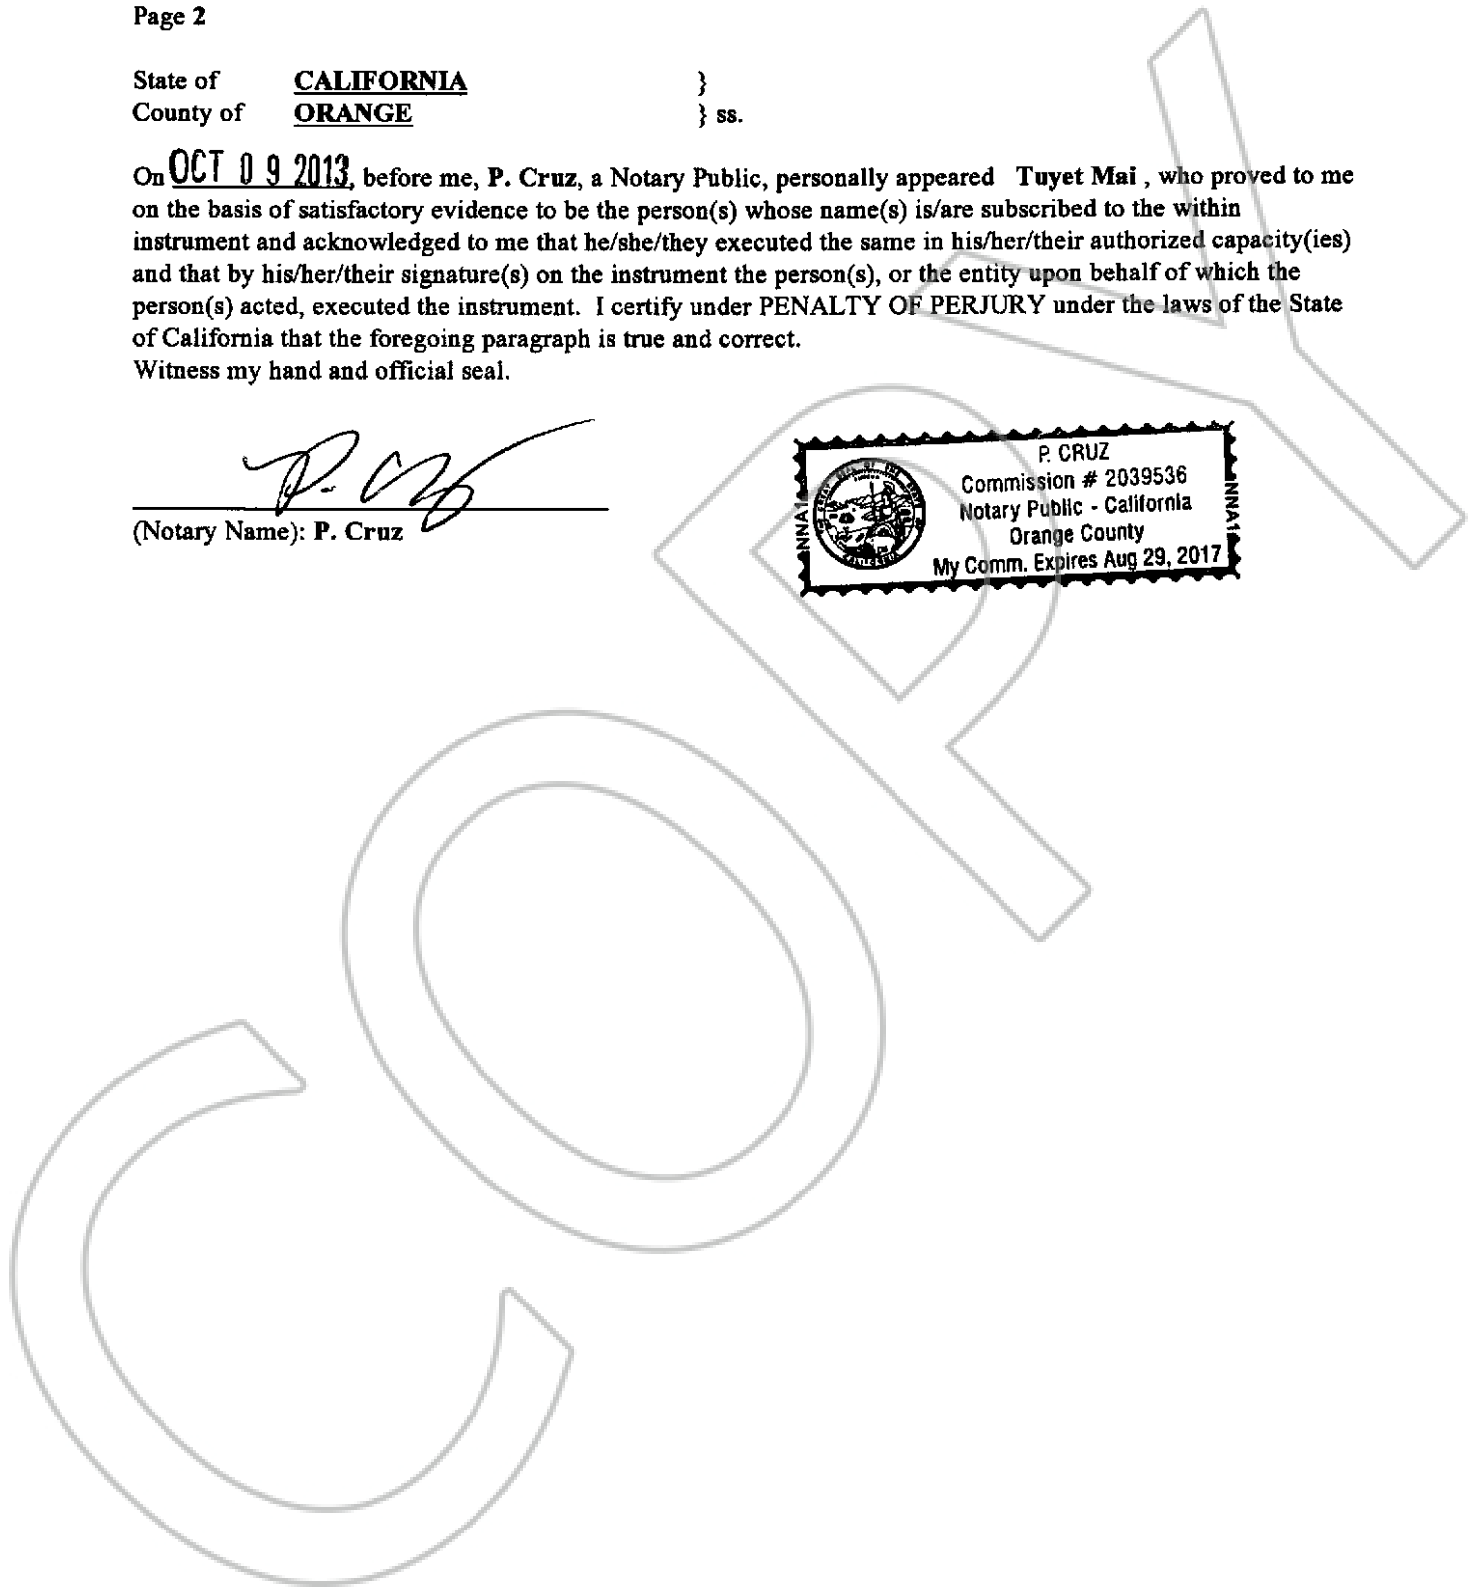 Page 2
State of CALIFORNIA }
County of ORANGE } ss.
On OCT 09 2013, before me, P. Cruz, a Notary Public, personally appeared Tuyet Mai , who proved to me
on the basis of satisfactory evidence to be the person(s) whose name(s) is/are subscribed to the within
instrument and acknowledged to me that he/she/they executed the same in his/her/their authorized capacity(ies)
and that by his/her/their signature(s) on the instrument the person(s), or the entity upon behalf of which the
person(s) acted, executed the instrument. I certify under PENALTY OF PERJURY under the laws of the State
of California that the foregoing paragraph is true and correct.
Witness my hand and official seal.
P. Cruz
(Notary Name): P. Cruz
P. CRUZ
Commission # 2039536
Notary Public - California
Orange County
My Comm. Expires Aug 29, 2017
NNA1
NNA1
COPY